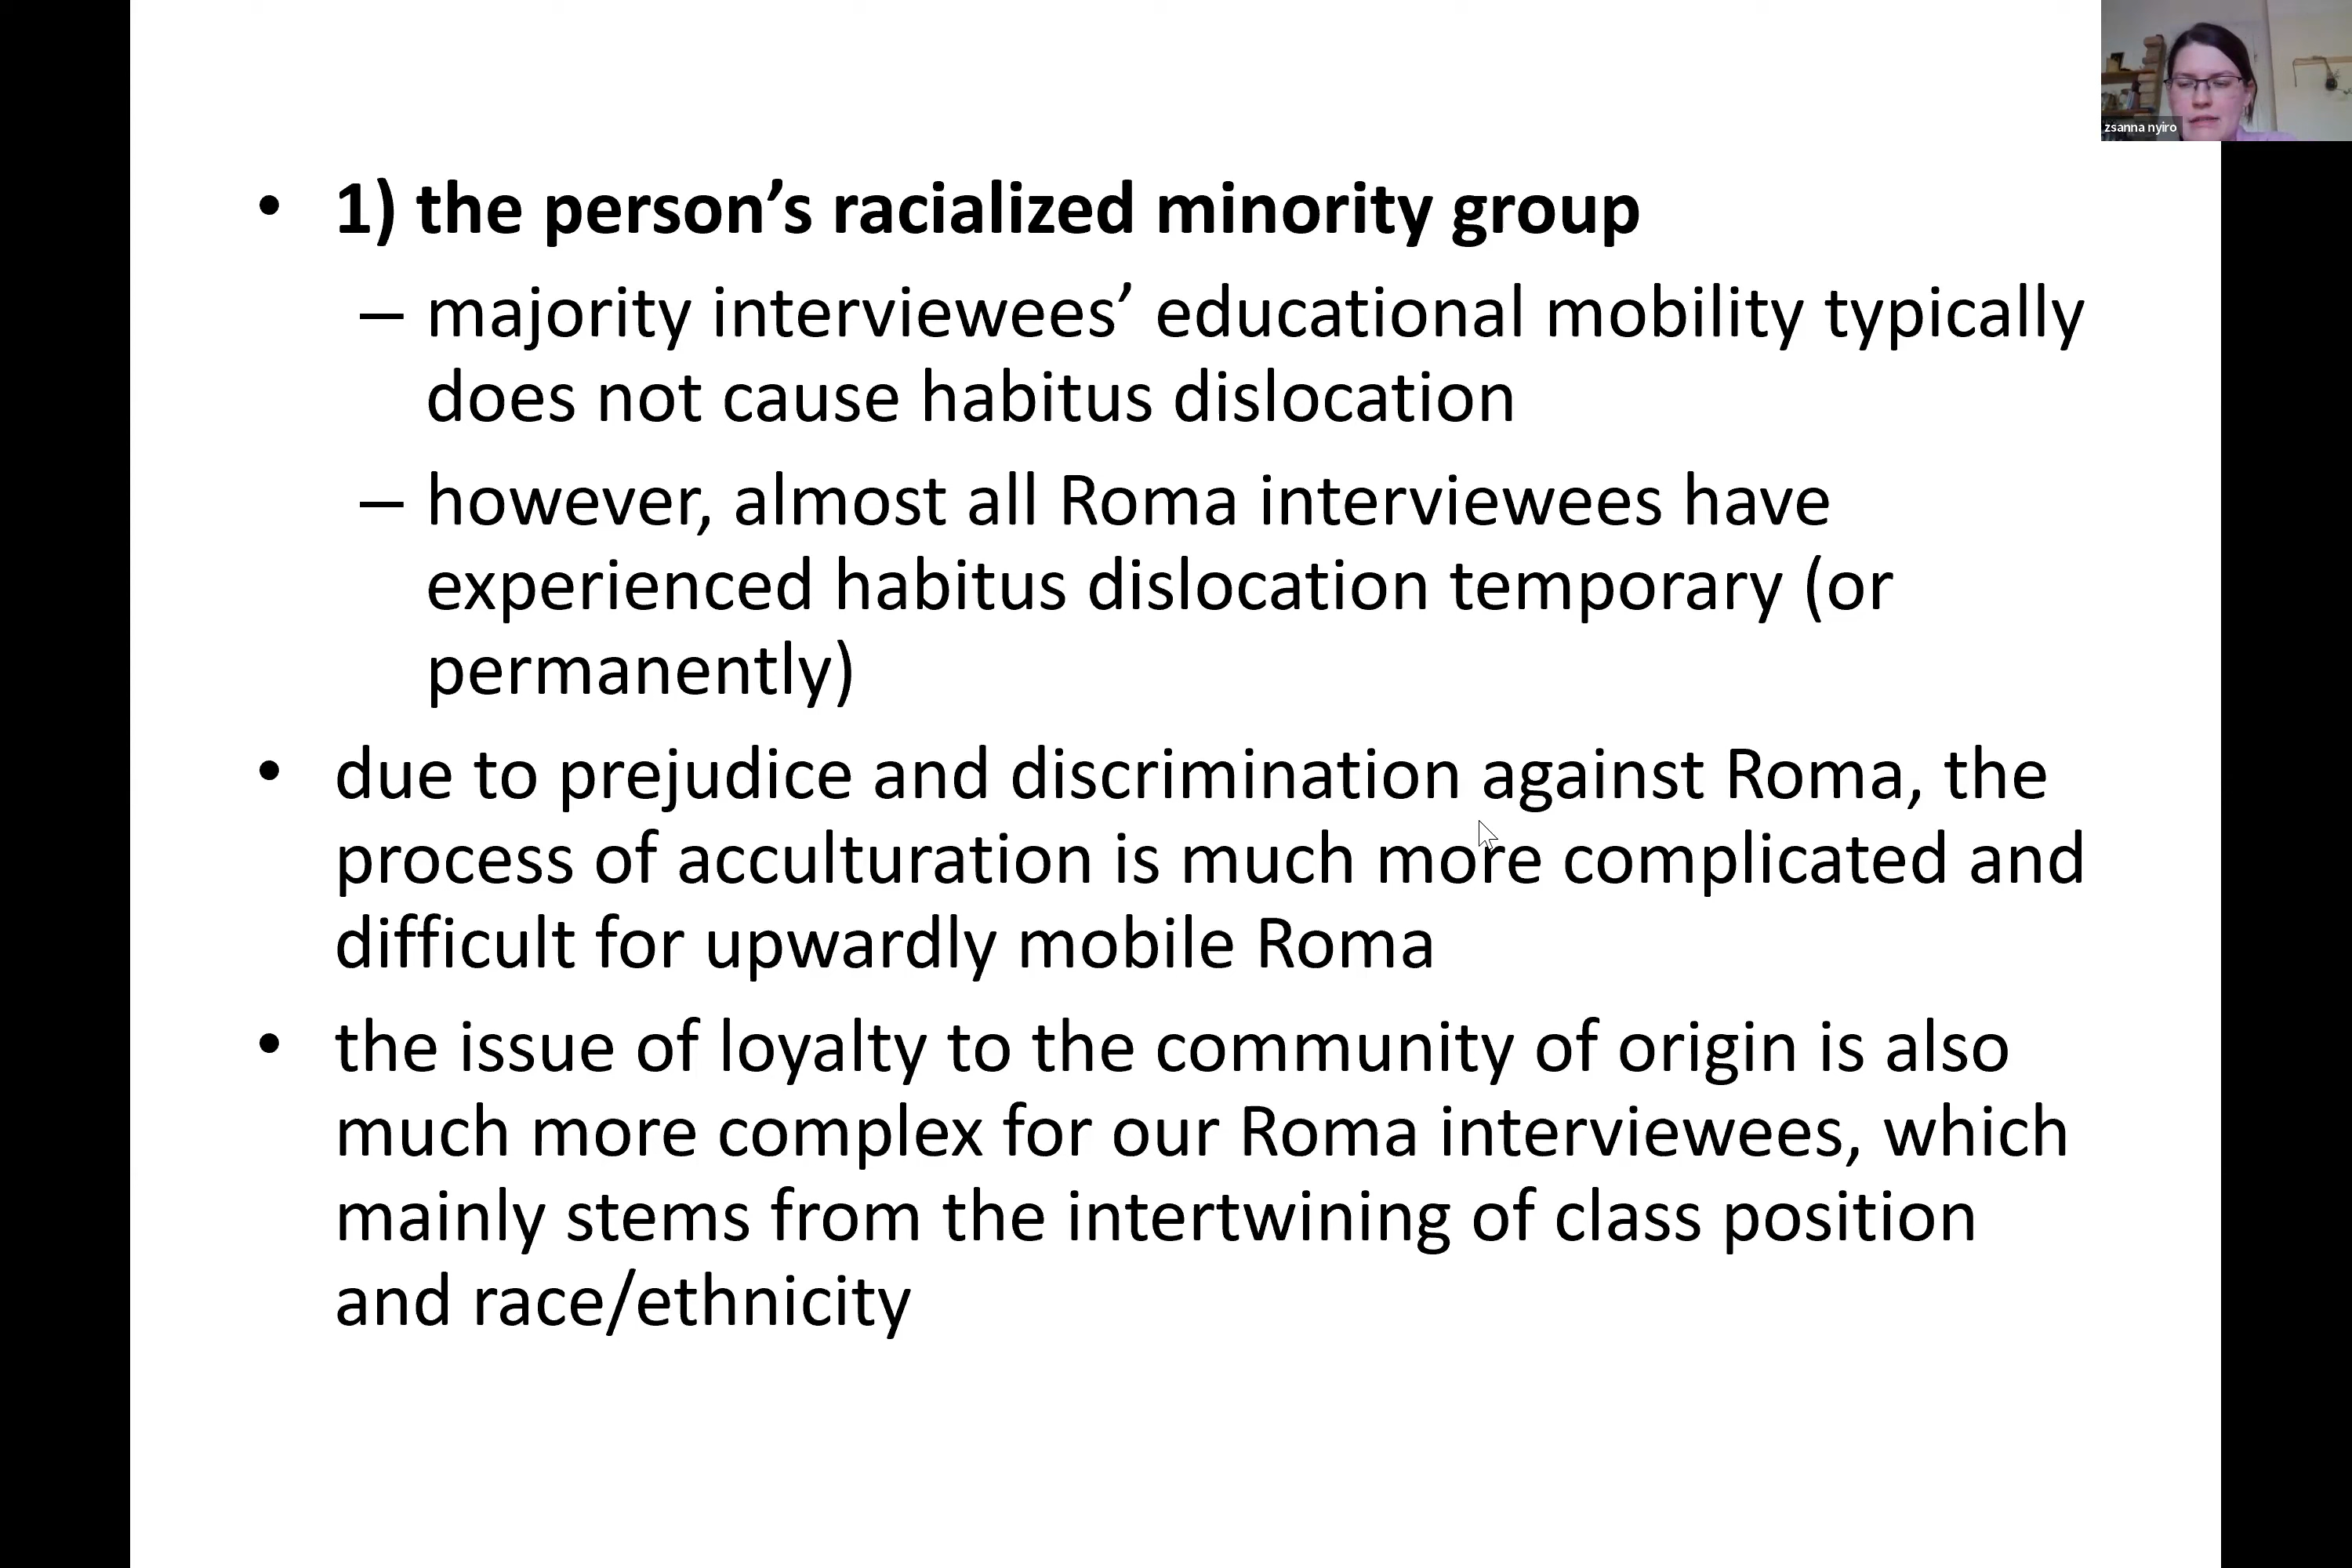 zsanna nyiro
• 1) the person’s racialized minority group
– majority interviewees’ educational mobility typically
does not cause habitus dislocation
– however, almost all Roma interviewees have
experienced habitus dislocation temporary (or
permanently)
• due to prejudice and discrimination against Roma, the
process of acculturation is much more complicated and
difficult for upwardly mobile Roma
• the issue of loyalty to the community of origin is also
much more complex for our Roma interviewees, which
mainly stems from the intertwining of class position
and race/ethnicity